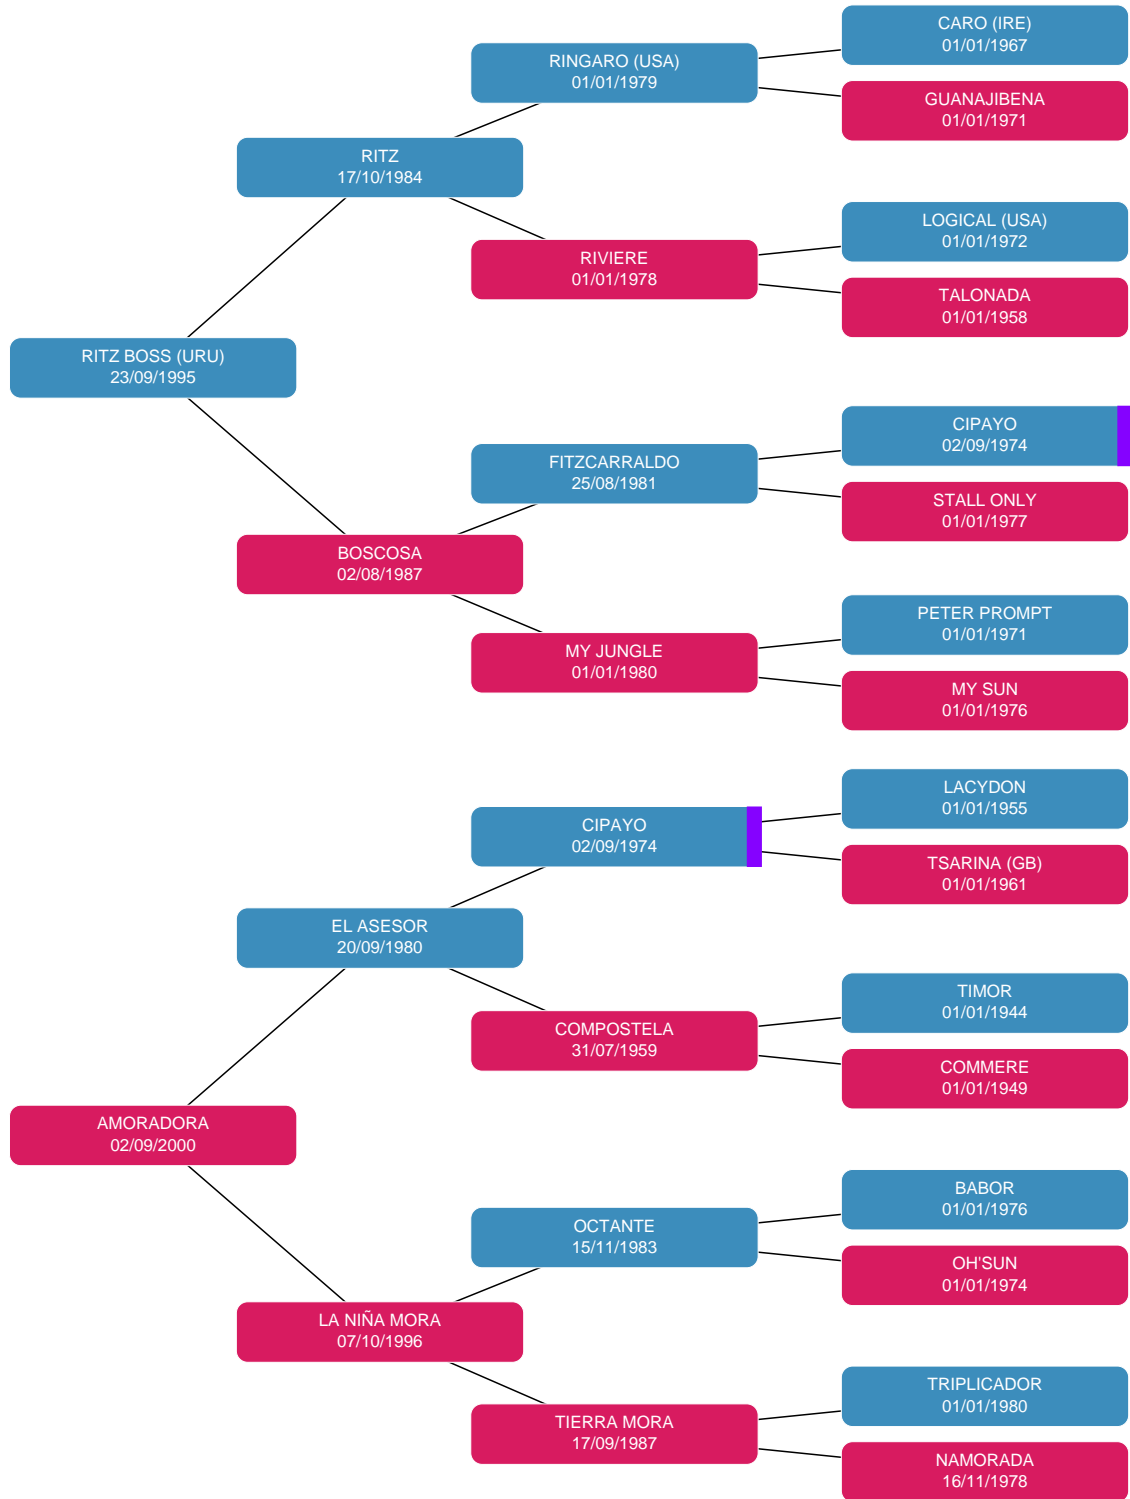 CARO (IRE)
01/01/1967
RINGARO (USA)
01/01/1979
GUANAJIBENA
01/01/1971
RITZ
17/10/1984
LOGICAL (USA)
01/01/1972
RIVIERE
01/01/1978
TALONADA
01/01/1958
RITZ BOSS (URU)
23/09/1995
CIPAYO
02/09/1974
FITZCARRALDO
25/08/1981
STALL ONLY
01/01/1977
BOSCOSA
02/08/1987
PETER PROMPT
01/01/1971
MY JUNGLE
01/01/1980
MY SUN
01/01/1976
LACYDON
01/01/1955
CIPAYO
02/09/1974
TSARINA (GB)
01/01/1961
EL ASESOR
20/09/1980
TIMOR
01/01/1944
COMPOSTELA
31/07/1959
COMMERE
01/01/1949
AMORADORA
02/09/2000
BABOR
01/01/1976
OCTANTE
15/11/1983
OH'SUN
01/01/1974
LA NIÑA MORA
07/10/1996
TRIPLICADOR
01/01/1980
TIERRA MORA
17/09/1987
NAMORADA
16/11/1978